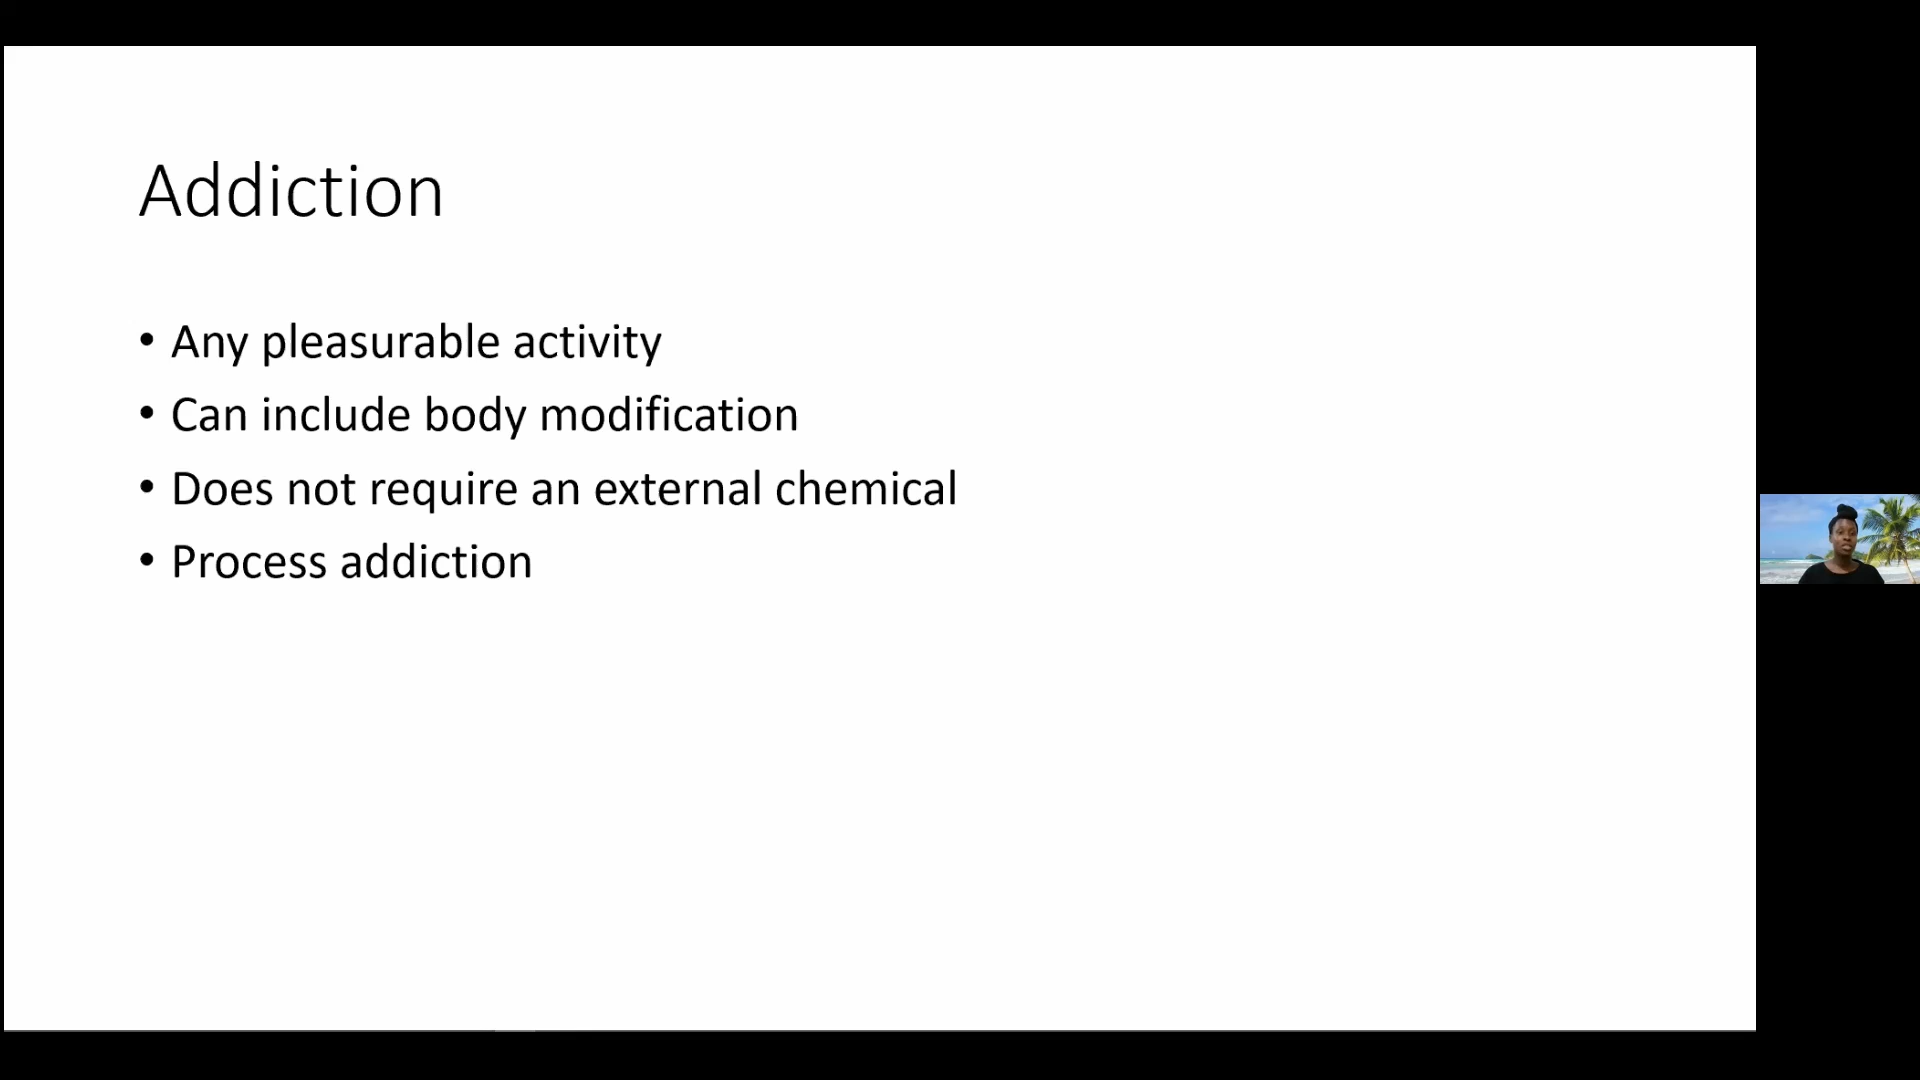 Addiction
• Any pleasurable activity
• Can include body modification
• Does not require an external chemical
• Process addiction